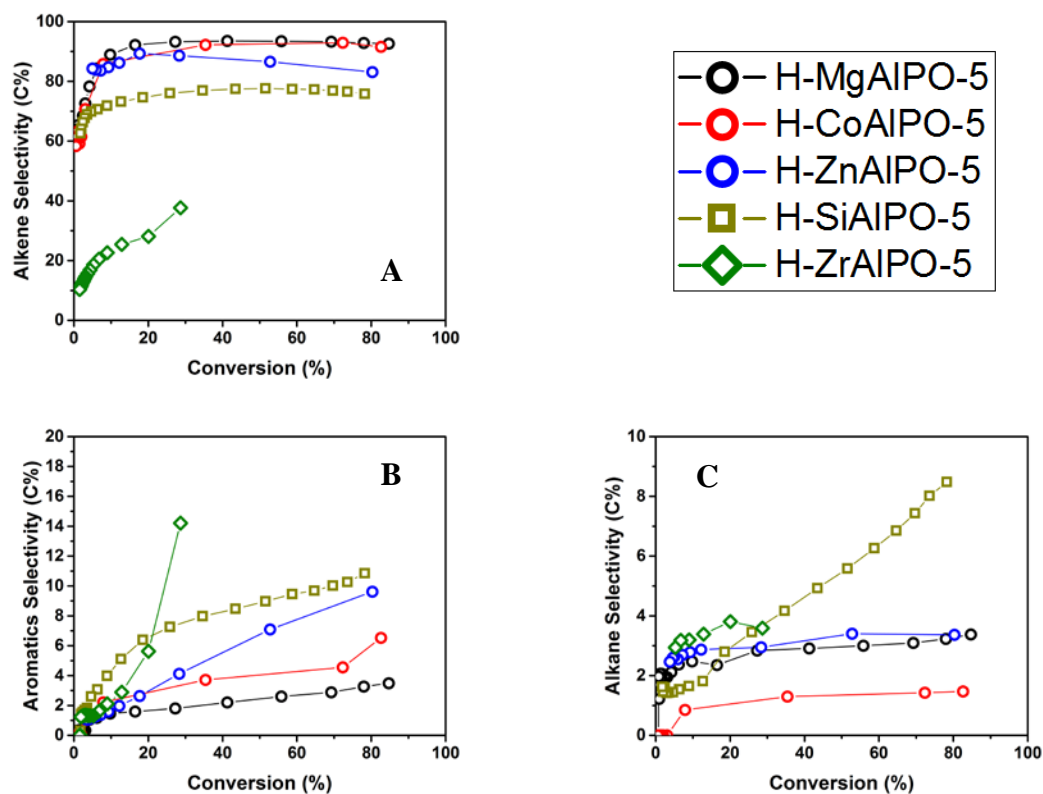 100
80
60
40
20
0
Alkene Selectivity (C%)
A
0 20 40 60 80 100
Conversion (%)
H-MgAlPO-5
H-CoAlPO-5
H-ZnAlPO-5
H-SiAlPO-5
H-ZrAlPO-5
20
18
16
14
12
10
8
6
4
2
0
Aromatics Selectivity (C%)
B
0 20 40 60 80 100
Conversion (%)
10
8
6
4
2
0
Alkane Selectivity (C%)
C
0 20 40 60 80 100
Conversion (%)